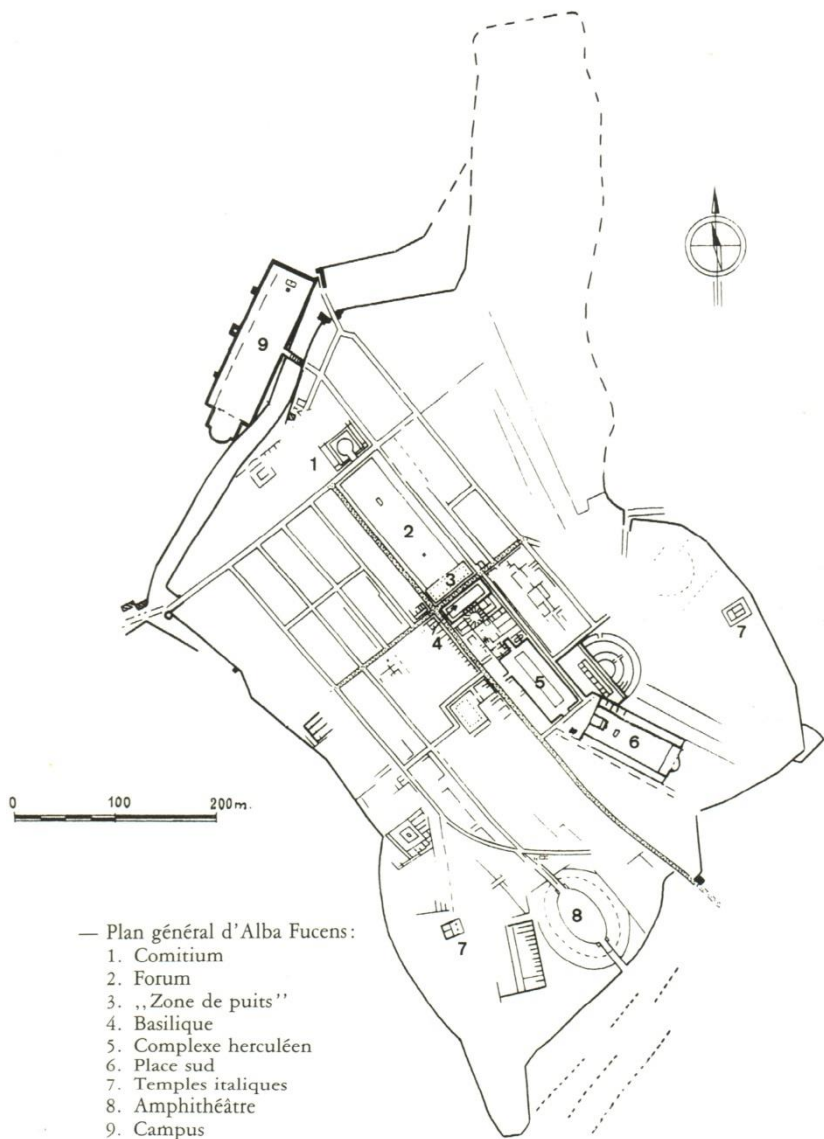 9
1
2
3
4
5
6
7
0 100 200 m.
8
7
— Plan général d'Alba Fucens:
1. Comitium
2. Forum
3. ,,Zone de puits''
4. Basilique
5. Complexe herculéen
6. Place sud
7. Temples italiques
8. Amphithéâtre
9. Campus